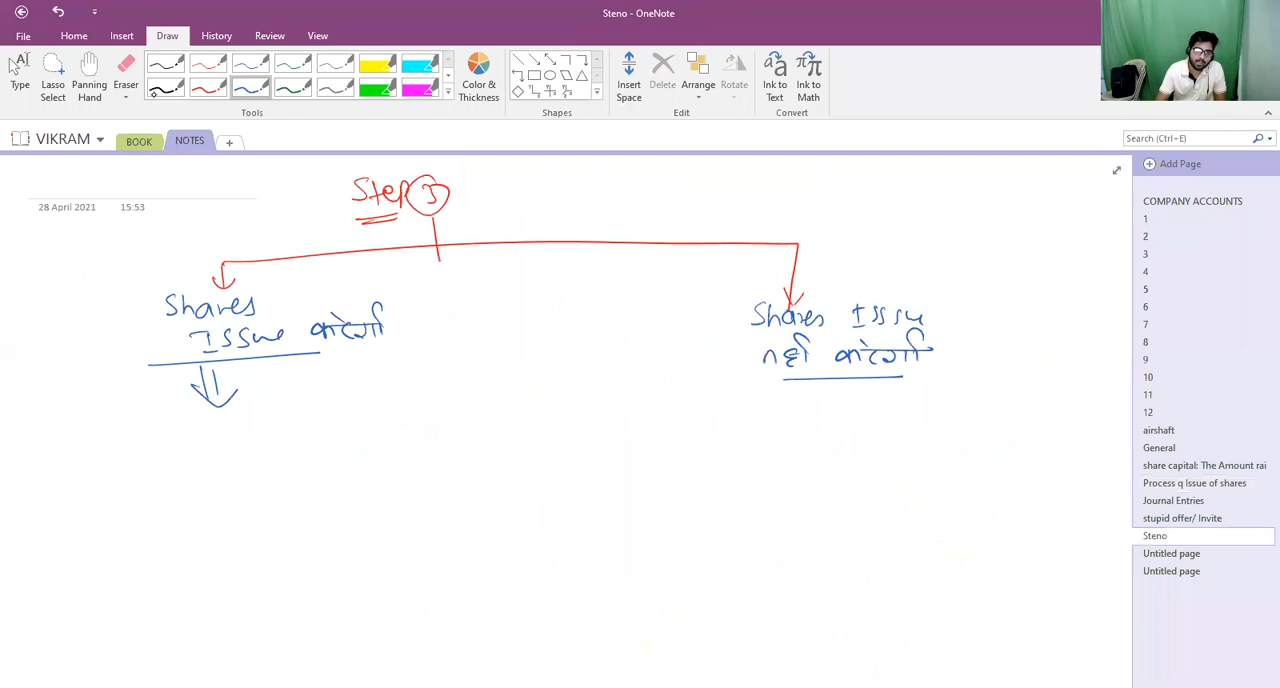 Steno - OneNote
File Home Insert Draw History Review View
Type Lasso Select Panning Hand Eraser Color & Thickness Insert Space Delete Arrange Rotate Ink to Text Ink to Math
Tools Shapes Edit Convert
VIKRAM BOOK NOTES
Search (Ctrl+E)
Add Page
28 April 2021 15:53
COMPANY ACCOUNTS
1
2
3
4
5
6
7
8
9
10
11
12
airshaft
General
share capital: The Amount rai
Process q Issue of shares
Journal Entries
stupid offer/ Invite
Steno
Untitled page
Untitled page
Step 3
Shares
Issue करेगी
Shares Issue
नहीं करेगी